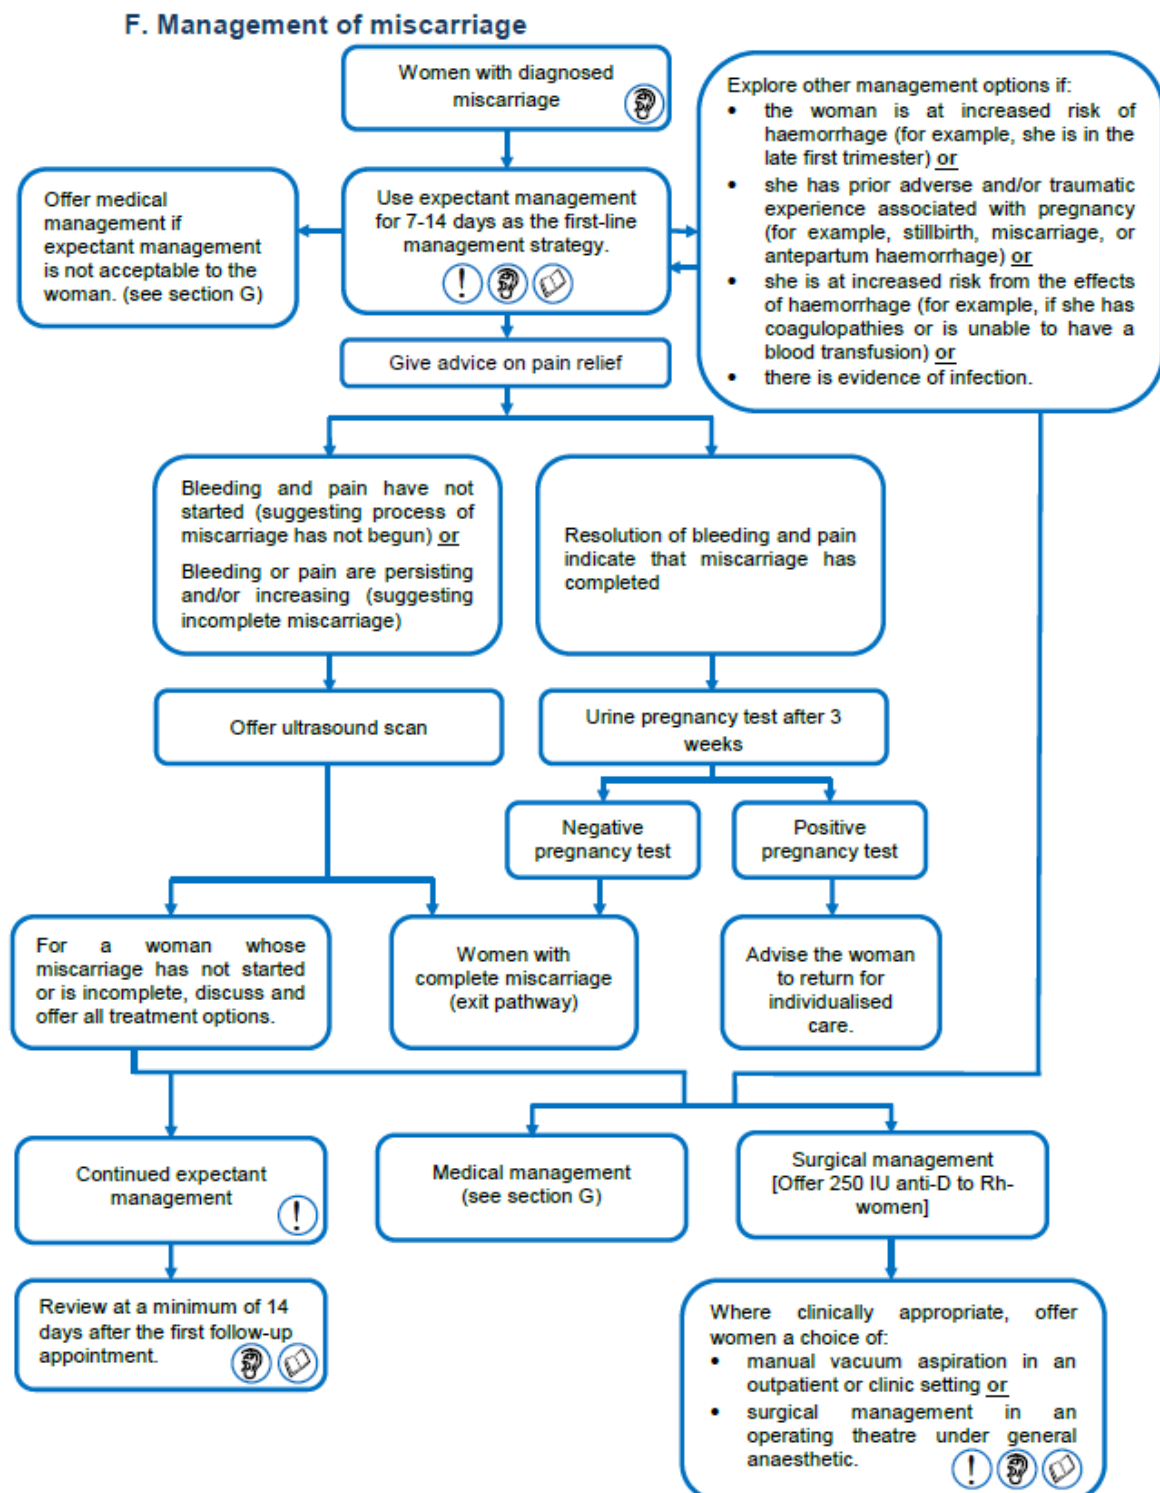 F. Management of miscarriage
Women with diagnosed
miscarriage
Explore other management options if:
• the woman is at increased risk of
haemorrhage (for example, she is in the
late first trimester) or
• she has prior adverse and/or traumatic
experience associated with pregnancy
(for example, stillbirth, miscarriage, or
antepartum haemorrhage) or
• she is at increased risk from the effects
of haemorrhage (for example, if she has
coagulopathies or is unable to have a
blood transfusion) or
• there is evidence of infection.
Offer medical
management if
expectant management
is not acceptable to the
woman. (see section G)
Use expectant management
for 7-14 days as the first-line
management strategy.
!
Give advice on pain relief
Bleeding and pain have not
started (suggesting process of
miscarriage has not begun) or
Bleeding or pain are persisting
and/or increasing (suggesting
incomplete miscarriage)
Resolution of bleeding and pain
indicate that miscarriage has
completed
Offer ultrasound scan
Urine pregnancy test after 3
weeks
Negative
pregnancy test
Positive
pregnancy test
For a woman whose
miscarriage has not started
or is incomplete, discuss and
offer all treatment options.
Women with
complete miscarriage
(exit pathway)
Advise the woman
to return for
individualised
care.
Continued expectant
management
!
Medical management
(see section G)
Surgical management
[Offer 250 IU anti-D to Rh-
women]
Review at a minimum of 14
days after the first follow-up
appointment.
Where clinically appropriate, offer
women a choice of:
• manual vacuum aspiration in an
outpatient or clinic setting or
• surgical management in an
operating theatre under general
anaesthetic.
!